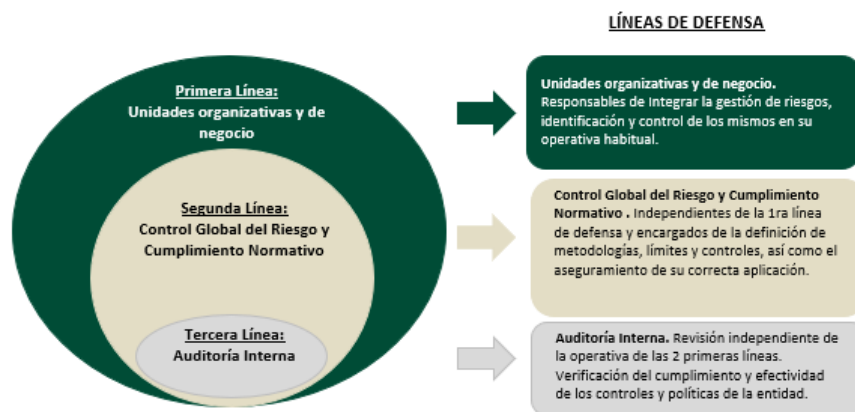 LÍNEAS DE DEFENSA
Primera Línea:
Unidades organizativas y de
negocio
Unidades organizativas y de negocio.
Responsables de Integrar la gestión de riesgos,
identificación y control de los mismos en su
operativa habitual.
Segunda Línea:
Control Global del Riesgo y
Cumplimiento Normativo
Control Global del Riesgo y Cumplimiento
Normativo . Independientes de la 1ra línea
de defensa y encargados de la definición de
metodologías, límites y controles, así como el
aseguramiento de su correcta aplicación.
Tercera Línea:
Auditoría Interna
Auditoría Interna. Revisión independiente de
la operativa de las 2 primeras líneas.
Verificación del cumplimiento y efectividad
de los controles y políticas de la entidad.